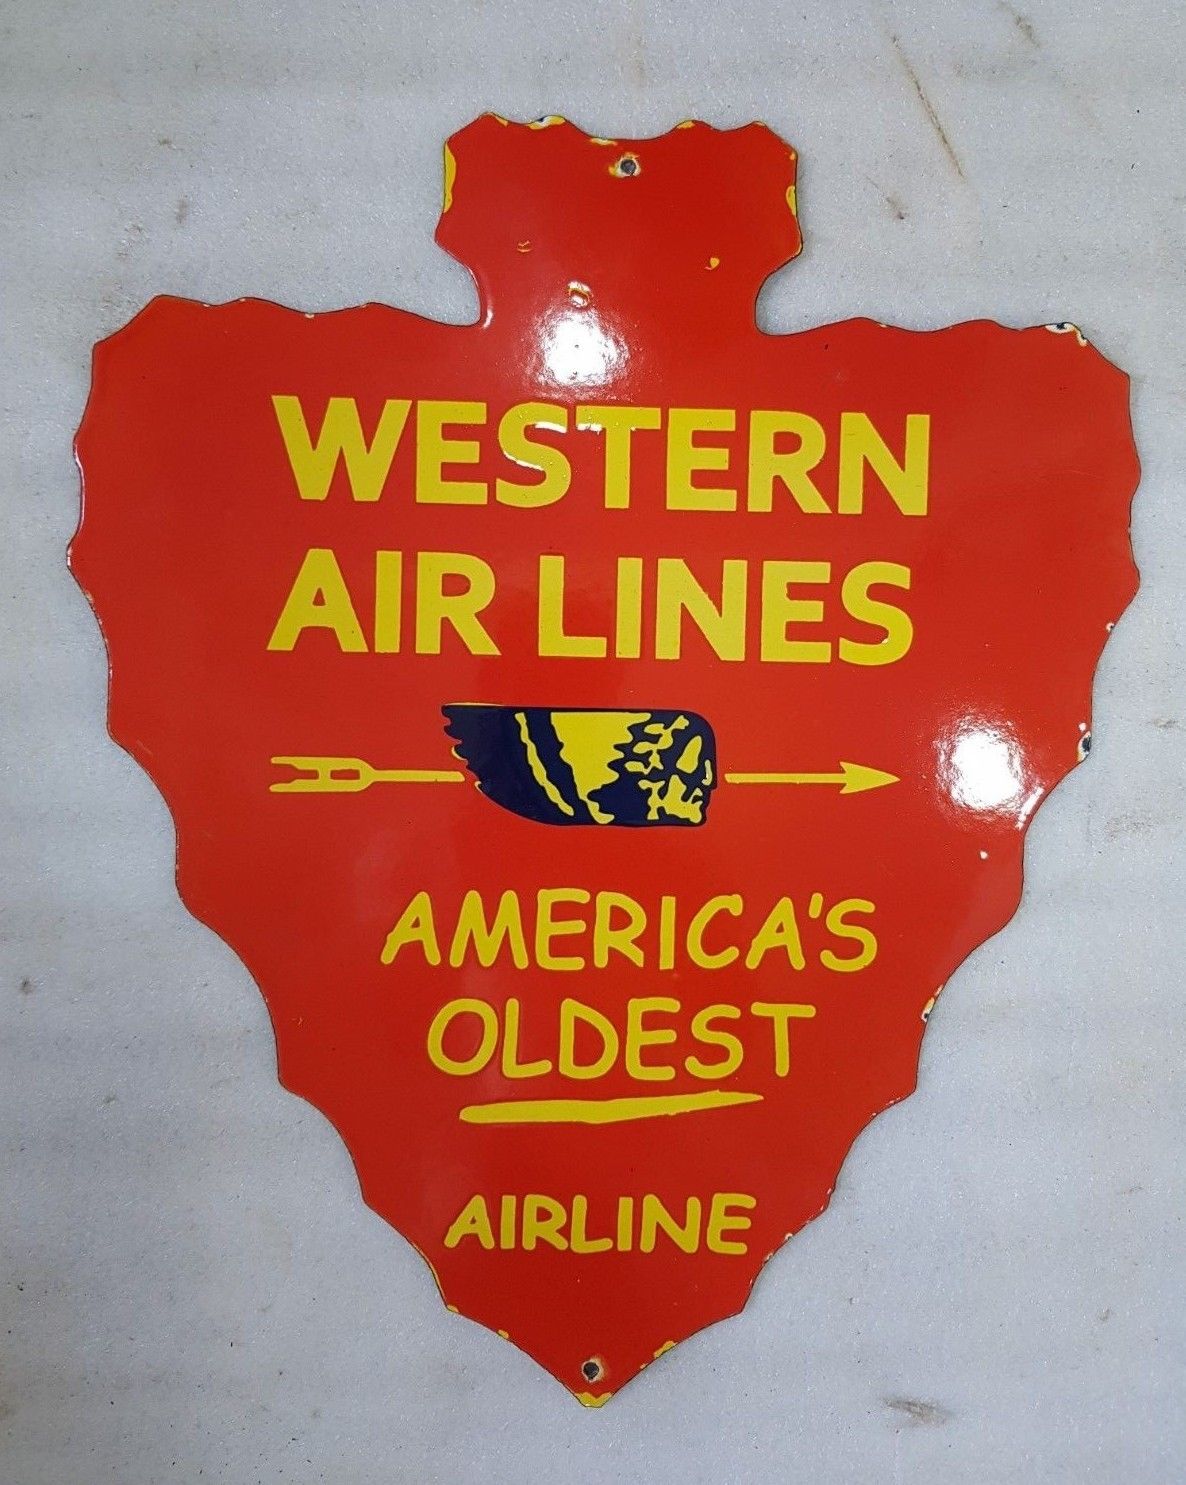 WESTERN
AIR LINES
AMERICA'S
OLDEST
AIRLINE